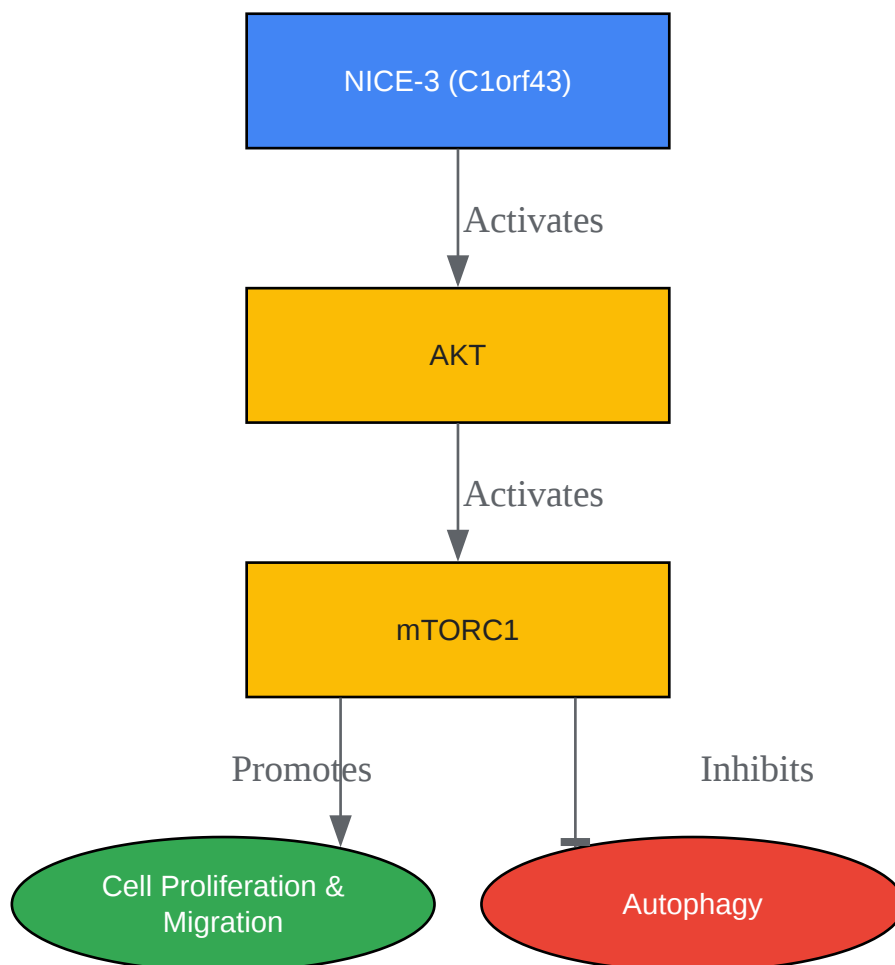 NICE-3 (C1orf43)
Activates
AKT
Activates
mTORC1
Promotes
Inhibits
Cell Proliferation &
Migration
Autophagy